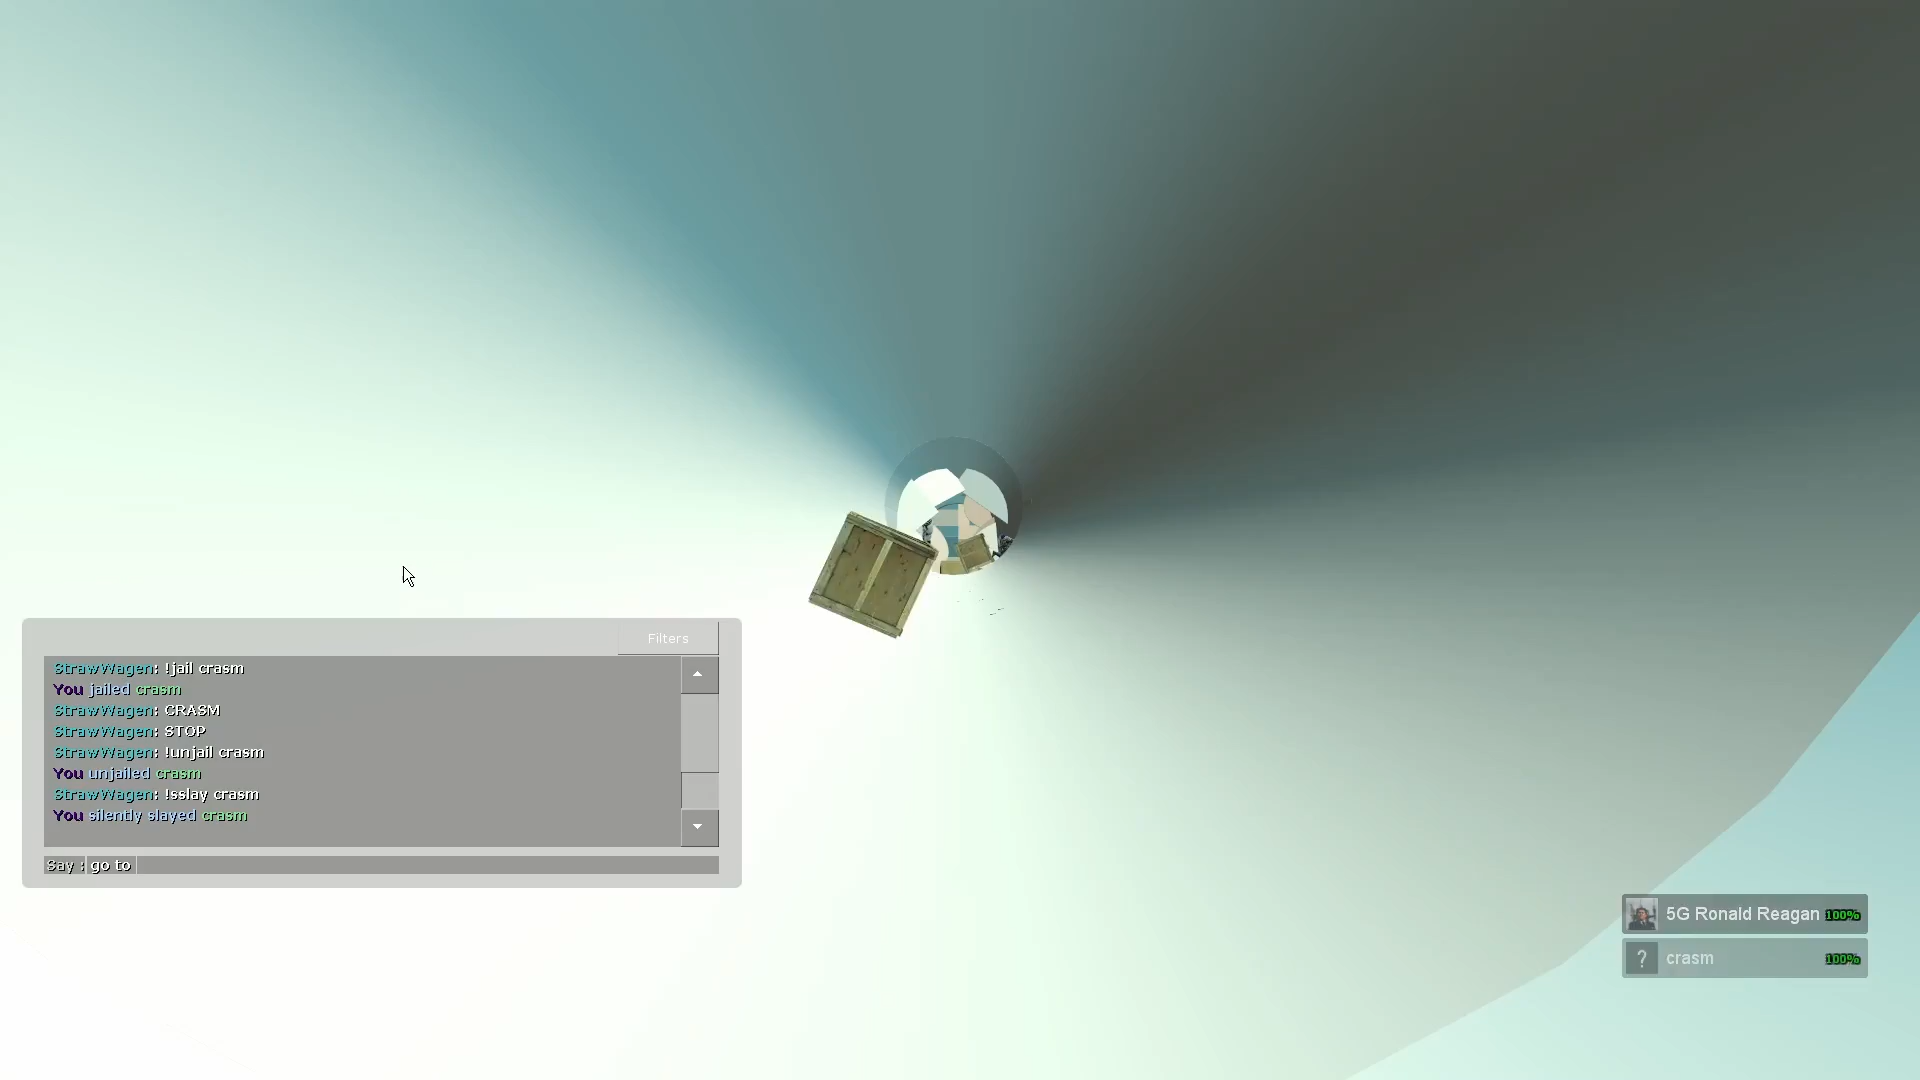 Filters
StrawWagen: !jail crasm
You jailed crasm
StrawWagen: CRASM
StrawWagen: STOP
StrawWagen: !unjail crasm
You unjailed crasm
StrawWagen: !sslay crasm
You silently slayed crasm
Say : go to
5G Ronald Reagan 100%
? crasm 100%